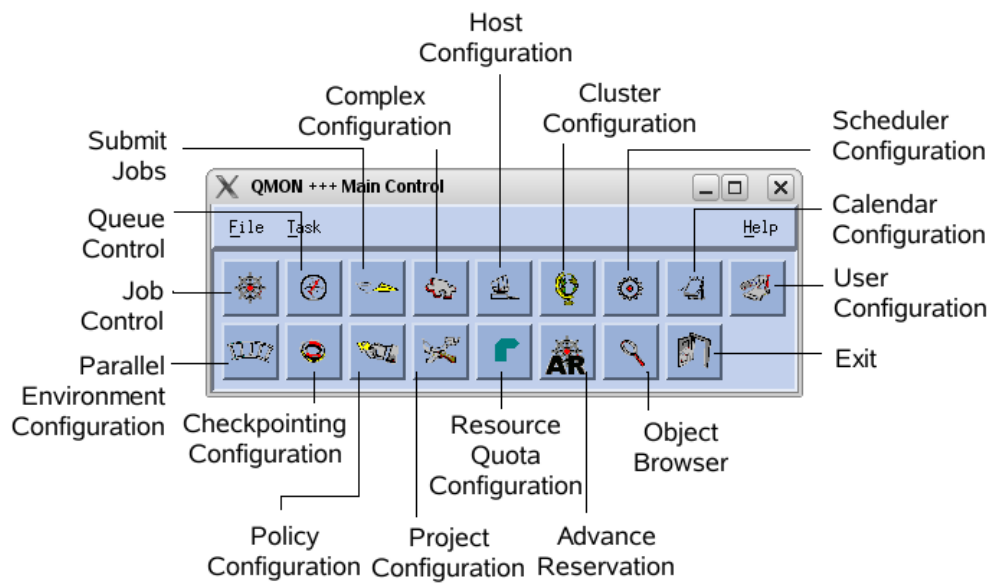 Host
Configuration
Complex
Configuration
Cluster
Configuration
Scheduler
Configuration
Submit
Jobs
QMON +++ Main Control
Queue
Control
File Task Help
Calendar
Configuration
Job
Control
User
Configuration
Parallel
Environment
Configuration
AR
Exit
Checkpointing
Configuration
Resource
Quota
Configuration
Object
Browser
Policy
Configuration
Project
Configuration
Advance
Reservation